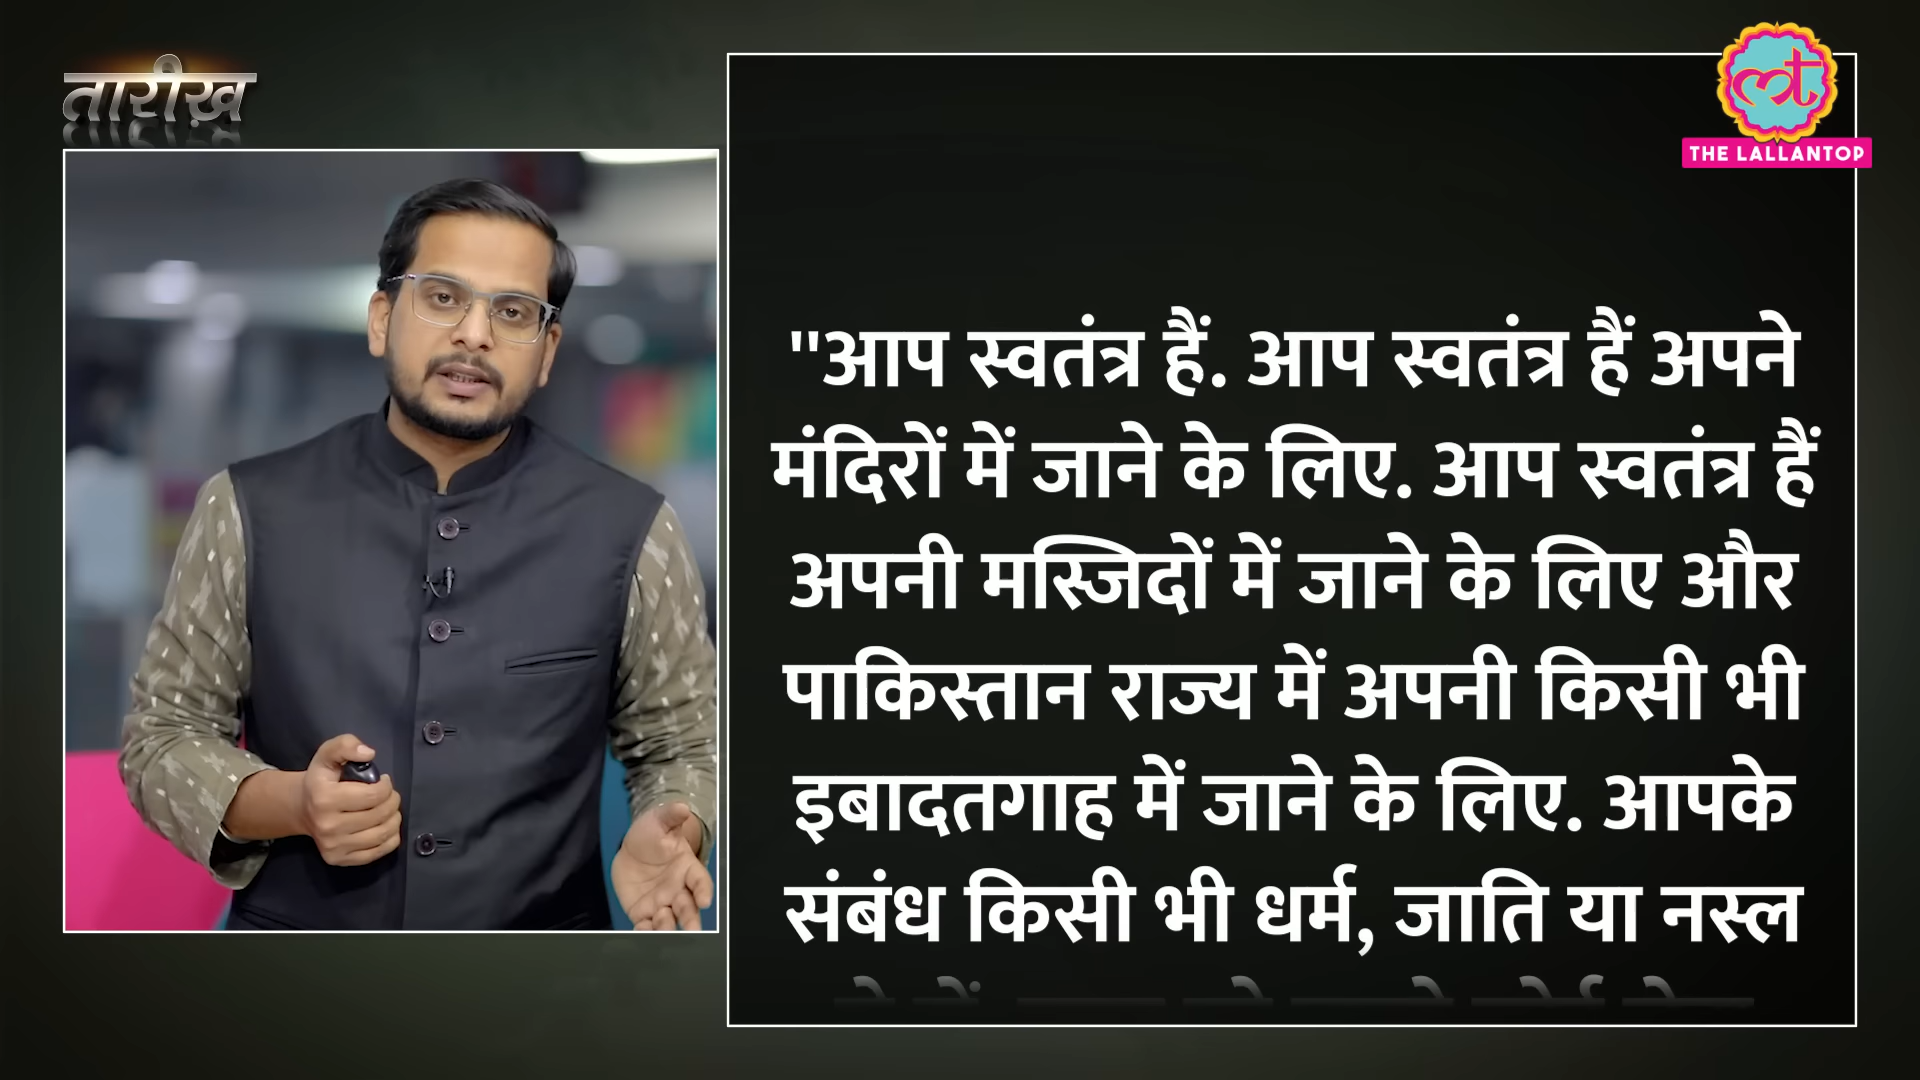 तारीख़
THE LALLANTOP
"आप स्वतंत्र हैं. आप स्वतंत्र हैं अपने
मंदिरों में जाने के लिए. आप स्वतंत्र हैं
अपनी मस्जिदों में जाने के लिए और
पाकिस्तान राज्य में अपनी किसी भी
इबादतगाह में जाने के लिए. आपके
संबंध किसी भी धर्म, जाति या नस्ल